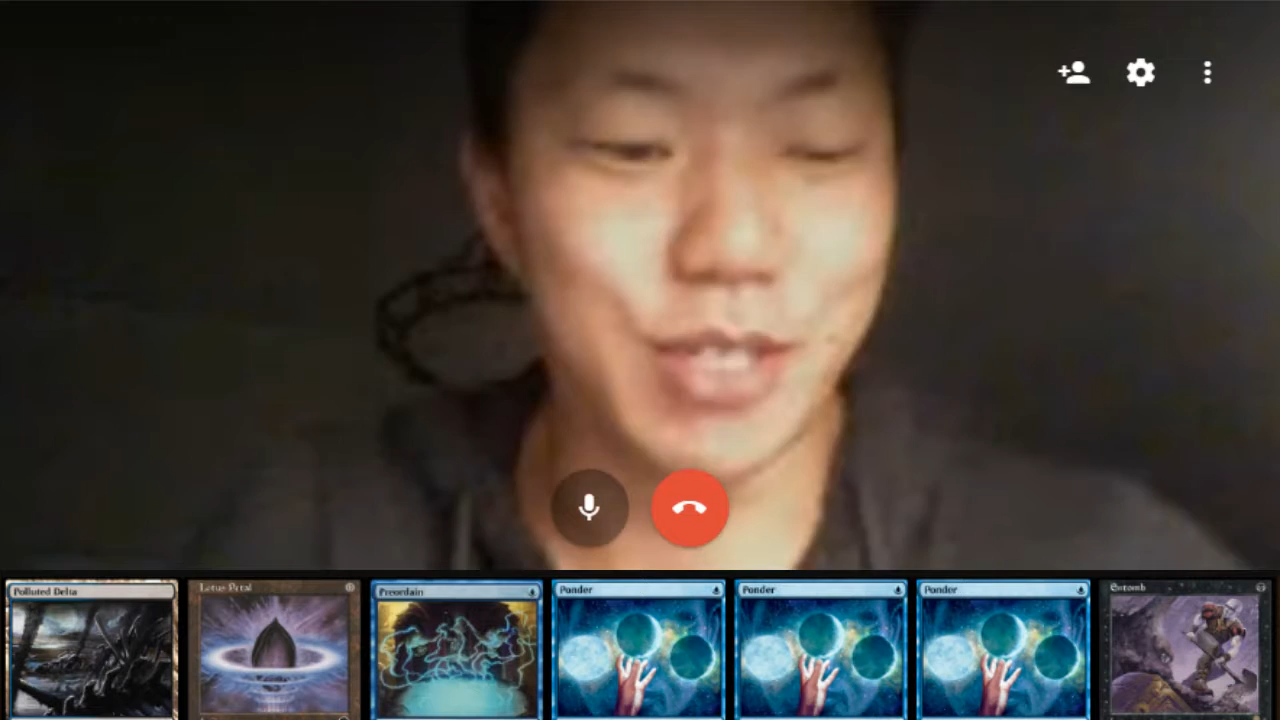 Polluted Delta
Lotus Petal
Preordain
Ponder
Ponder
Ponder
Entomb